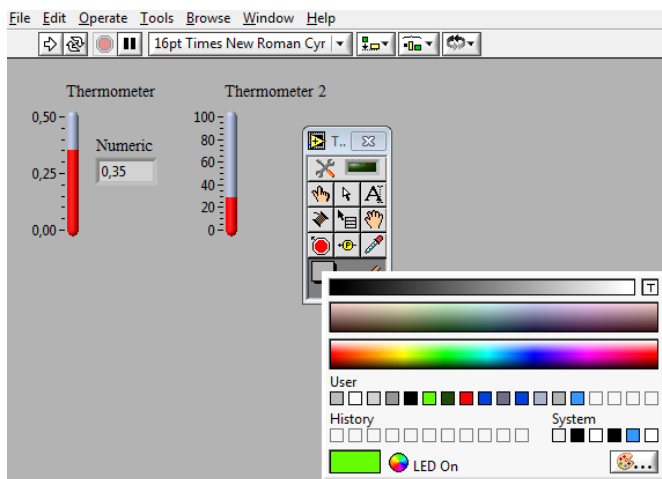 File Edit Operate Tools Browse Window Help
16pt Times New Roman Cyr
Thermometer
0,50
0,25
0,00
Numeric
0,35
Thermometer 2
100
80
60
40
20
0
T..
A
P
T
User
History
System
LED On
...